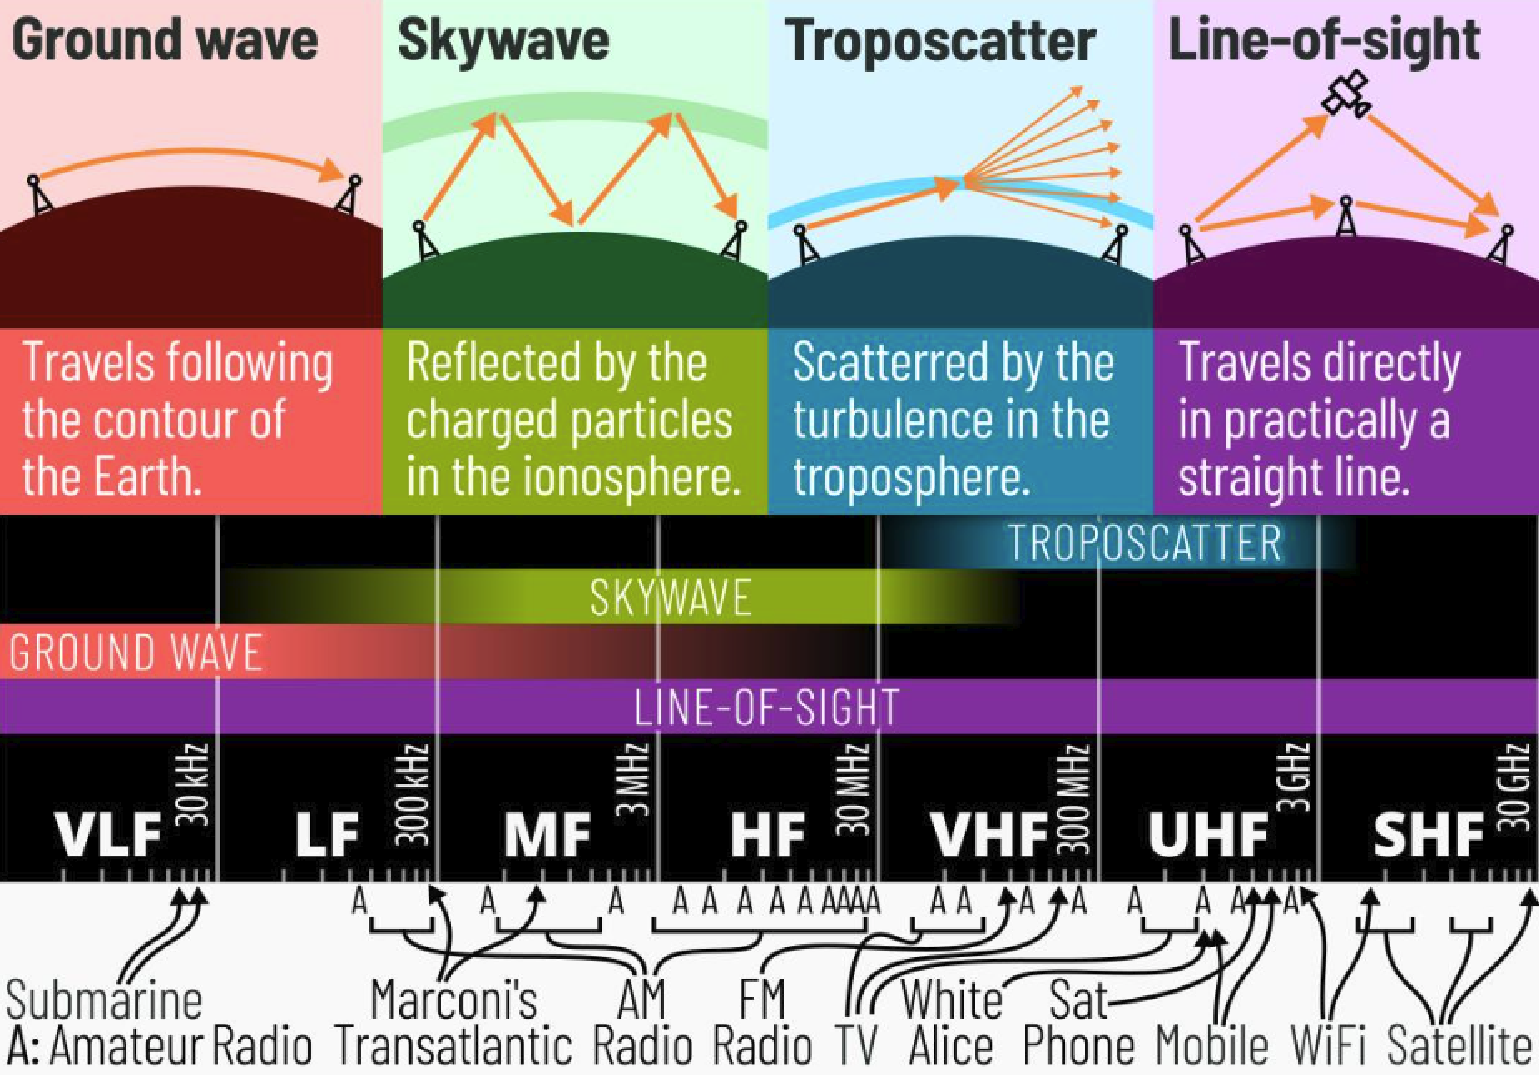 Ground wave
Skywave
Troposcatter
Line-of-sight
Travels following
the contour of
the Earth.
Reflected by the
charged particles
in the ionosphere.
Scatterred by the
turbulence in the
troposphere.
Travels directly
in practically a
straight line.
TROPOSCATTER
SKYWAVE
GROUND WAVE
LINE-OF-SIGHT
VLF
30 kHz
LF
300 kHz
MF
3 MHz
HF
30 MHz
VHF
300 MHz
UHF
3 GHz
SHF
30 GHz
A A A A A A A A A A A A A A A A A A A A A
Submarine
Marconi's
Transatlantic
AM
Radio
FM
Radio
TV
White
Alice
Sat
Phone
Mobile
WiFi
Satellite
A: Amateur Radio